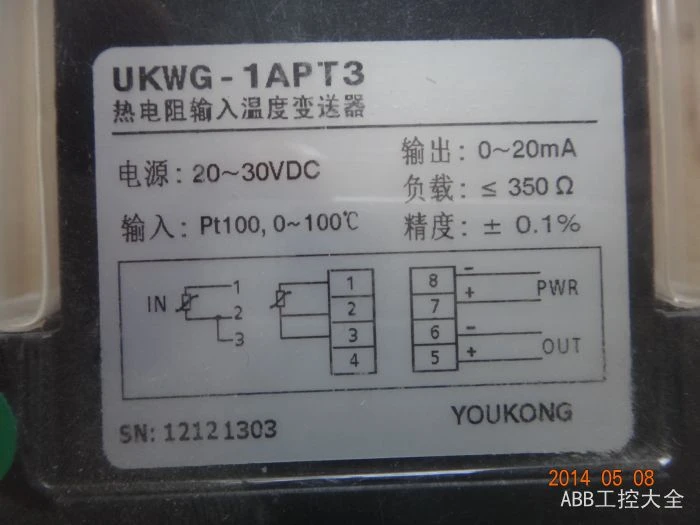 UKWG-1APT3
热电阻输入温度变送器
电源: 20~30VDC
输出: 0~20mA
负载: ≤ 350 Ω
输入: Pt100, 0~100℃
精度: ± 0.1%
IN 1 2 3
1
2
3
4
8 - PWR
7 +
6 - OUT
5 +
SN: 12121303
YOUKONG
2014 05 08
ABB工控大全